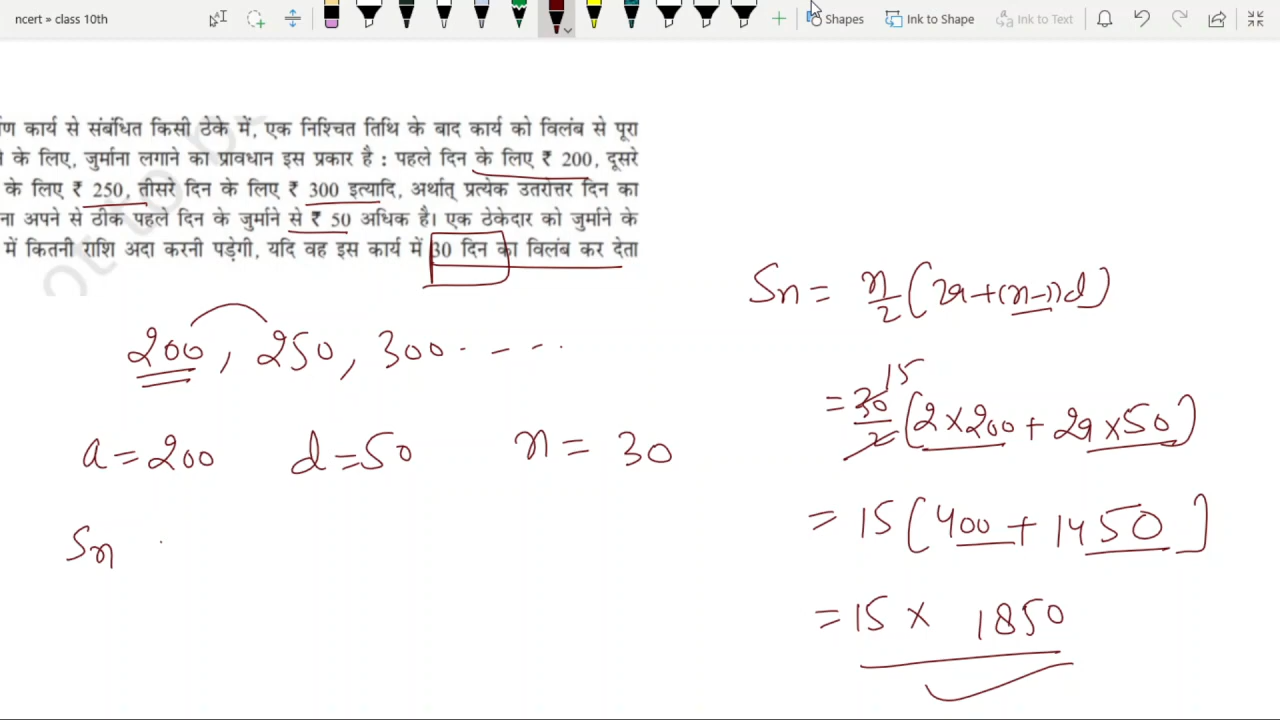 ncert » class 10th
Shapes
Ink to Shape
Ink to Text
कार्य से संबंधित किसी ठेके में, एक निश्चित तिथि के बाद कार्य को विलंब से पूरा
के लिए, जुर्माना लगाने का प्रावधान इस प्रकार है : पहले दिन के लिए ₹ 200, दूसरे
के लिए ₹ 250, तीसरे दिन के लिए ₹ 300 इत्यादि, अर्थात् प्रत्येक उतरोत्तर दिन का
अपने से ठीक पहले दिन के जुर्माने से ₹ 50 अधिक है। एक ठेकेदार को जुर्माने के
में कितनी राशि अदा करनी पड़ेगी, यदि वह इस कार्य में 30 दिन का विलंब कर देता
200, 250, 300 - - - -
a = 200 d = 50 n = 30
Sn
Sn = n/2 (2a + (n-1)d)
15
= 30/2 (2 × 200 + 29 × 50)
= 15 [400 + 1450]
= 15 × 1850